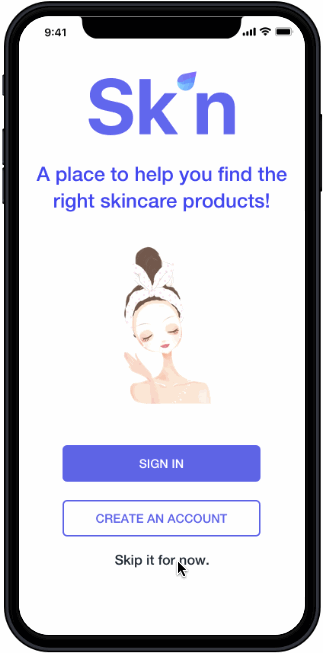 9:41
Skin
A place to help you find the
right skincare products!
SIGN IN
CREATE AN ACCOUNT
Skip it for now.